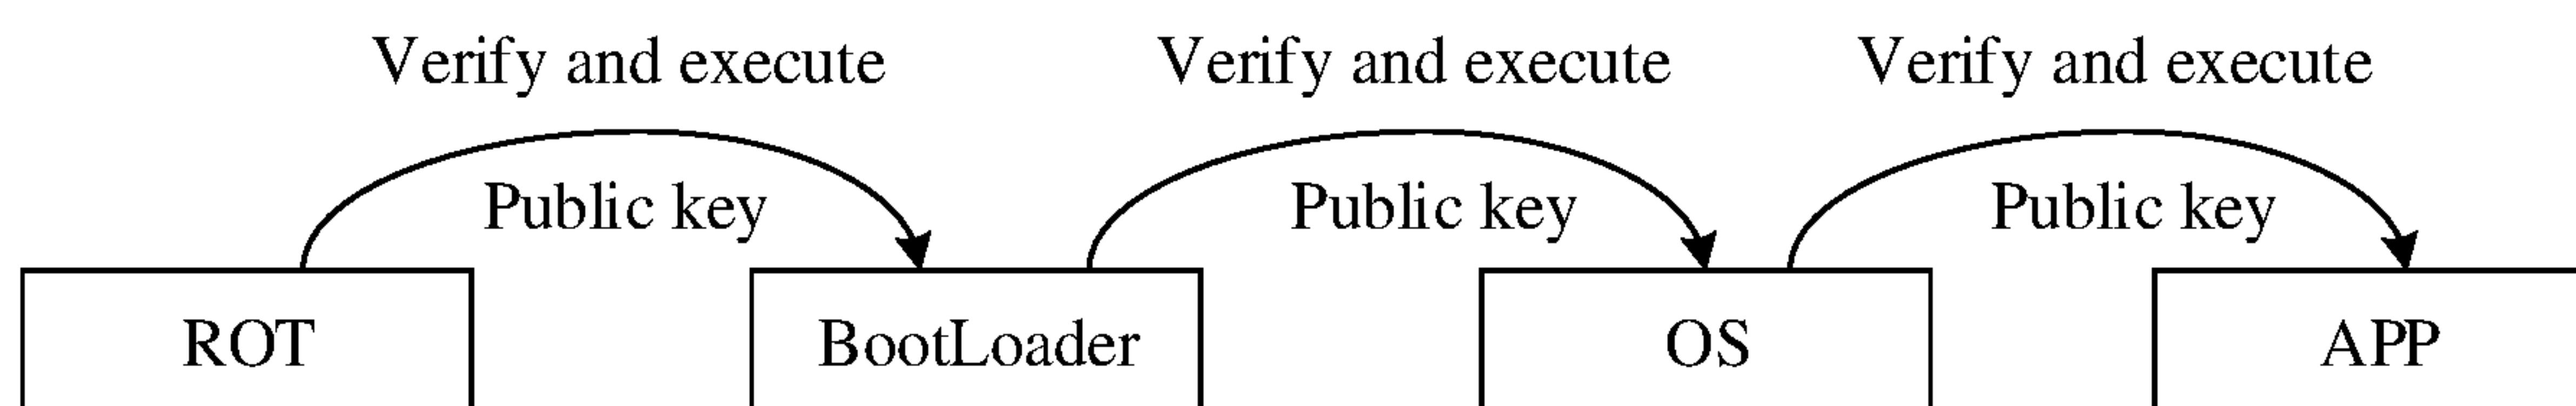 Verify and execute Verify and execute Verify and execute
Public key Public key Public key
ROT BootLoader OS APP